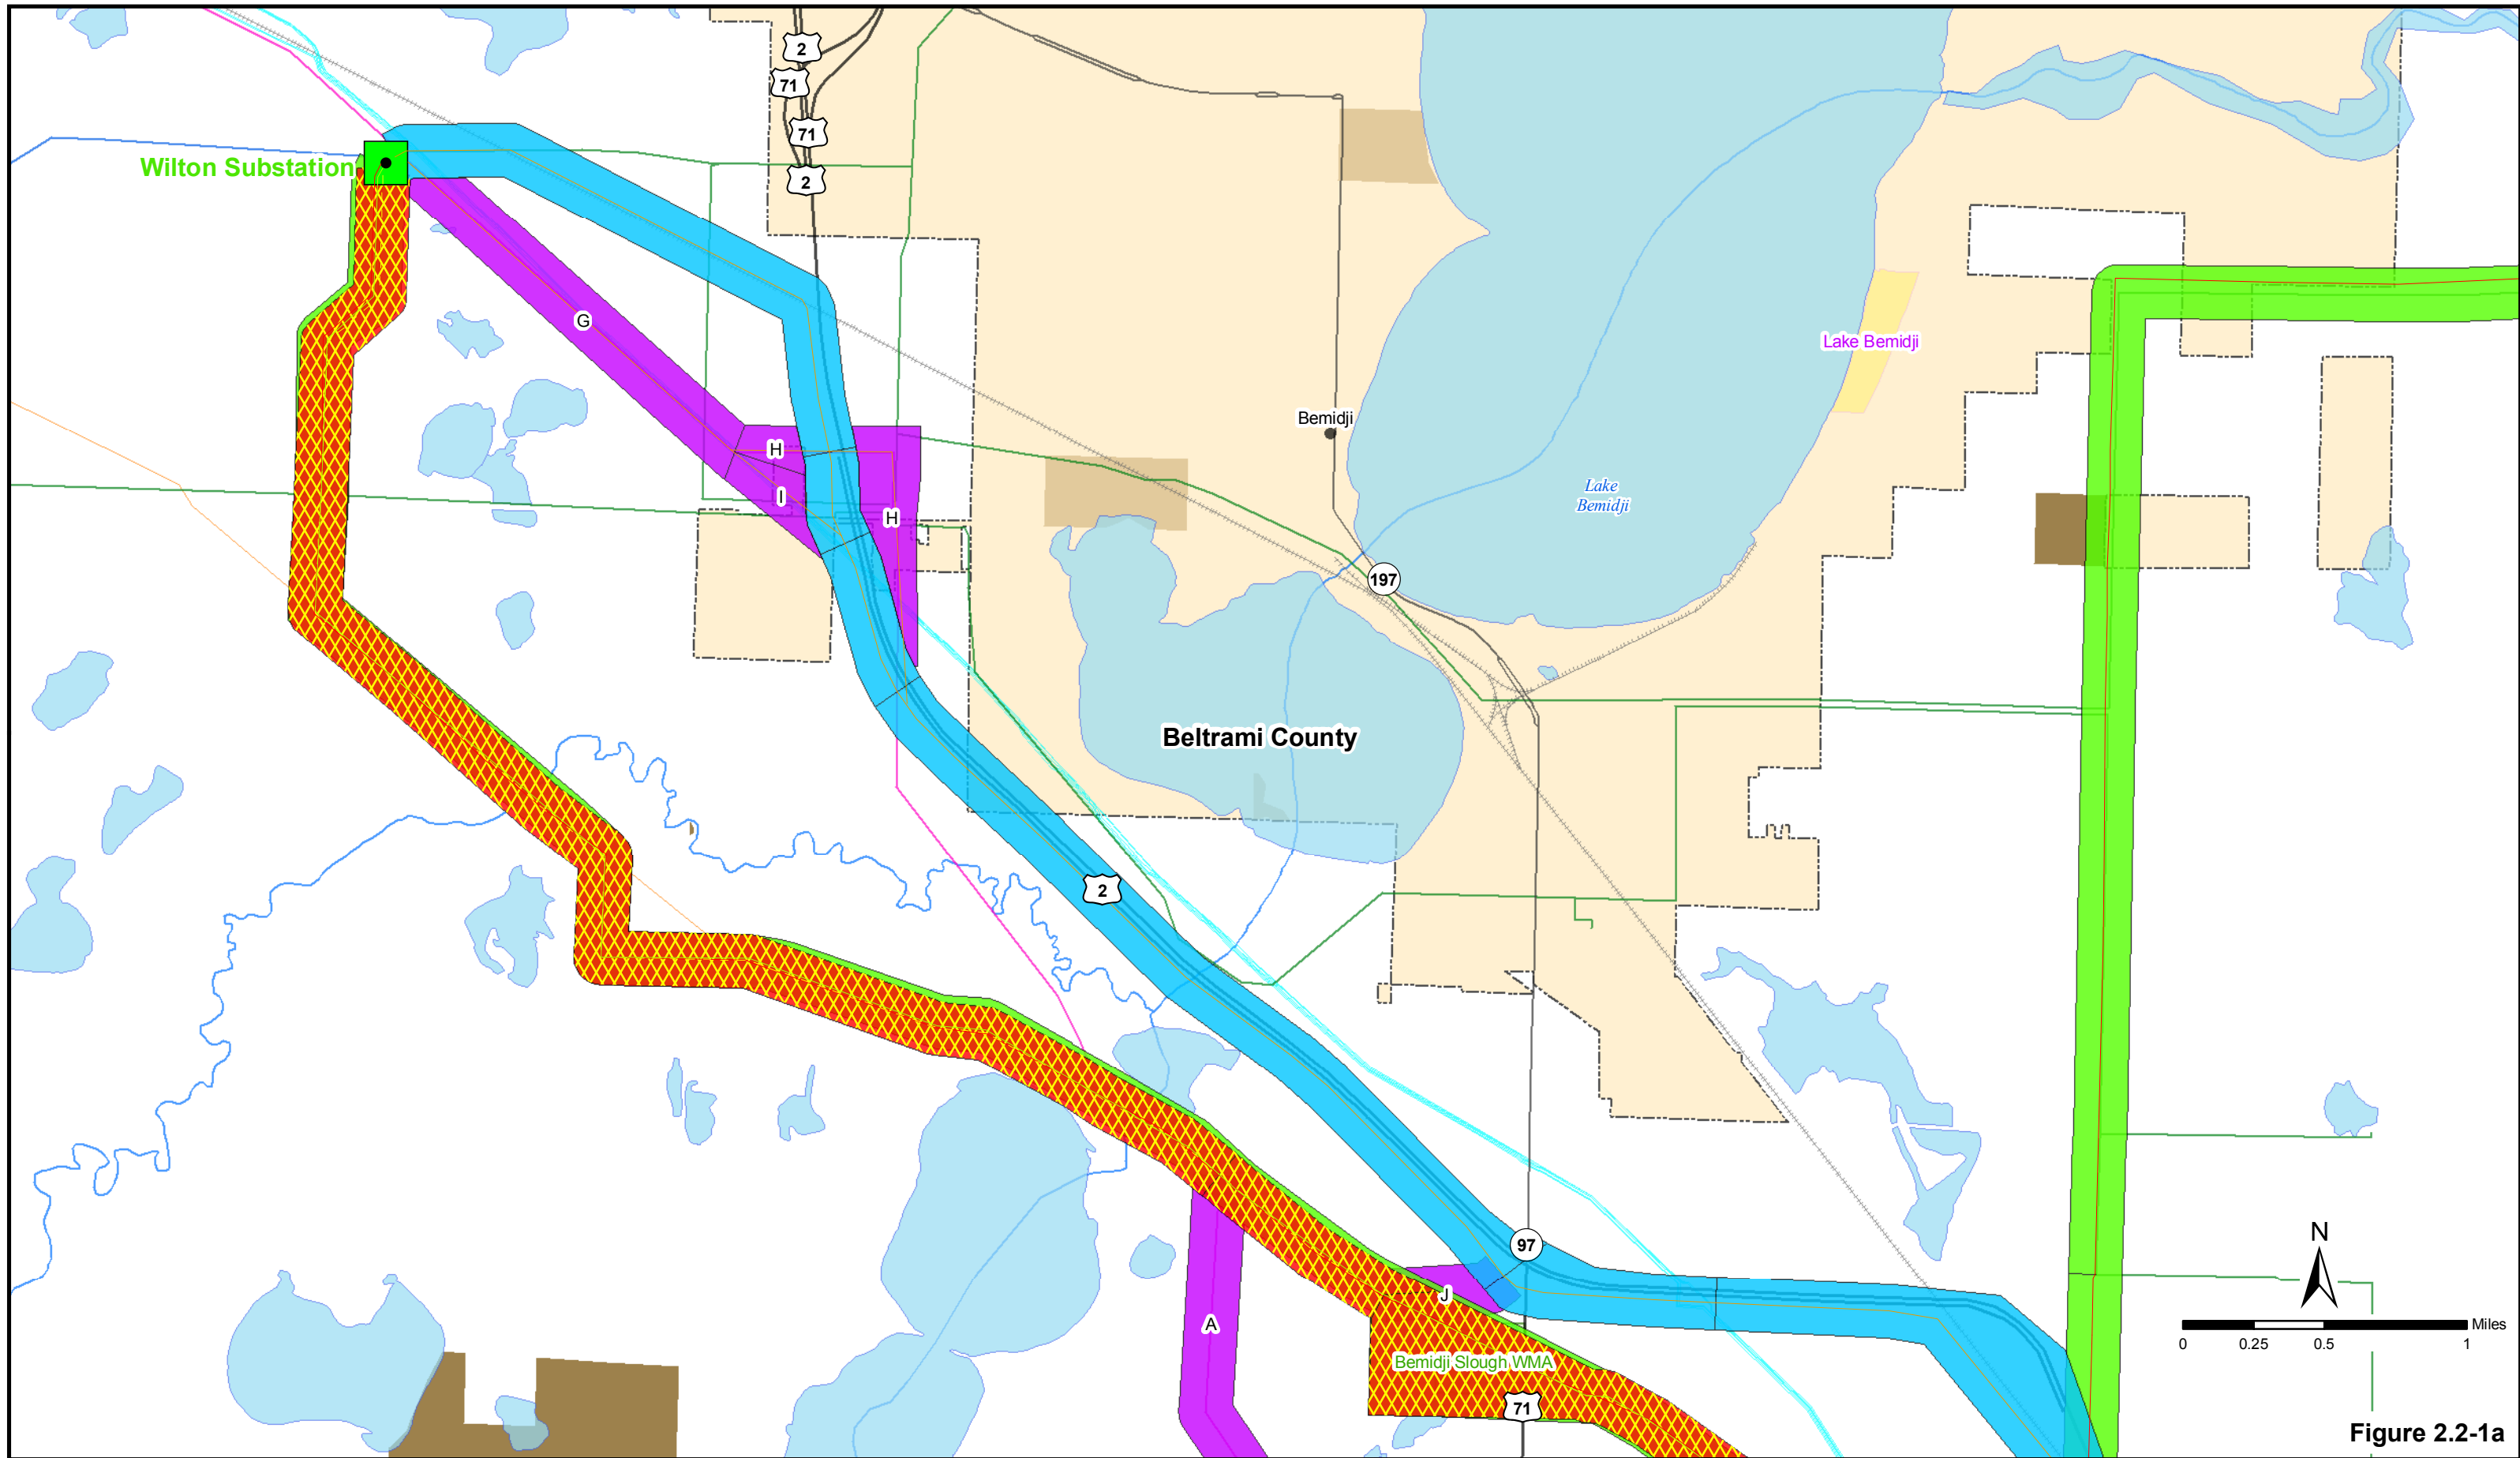 2
71
71
2
Wilton Substation
G
Lake Bemidji
Bemidji
H
I
H
Lake
Bemidji
197
Beltrami County
2
97
N
J
A
Miles
0
0.25
0.5
1
Bemidji Slough WMA
71
Figure 2.2-1a